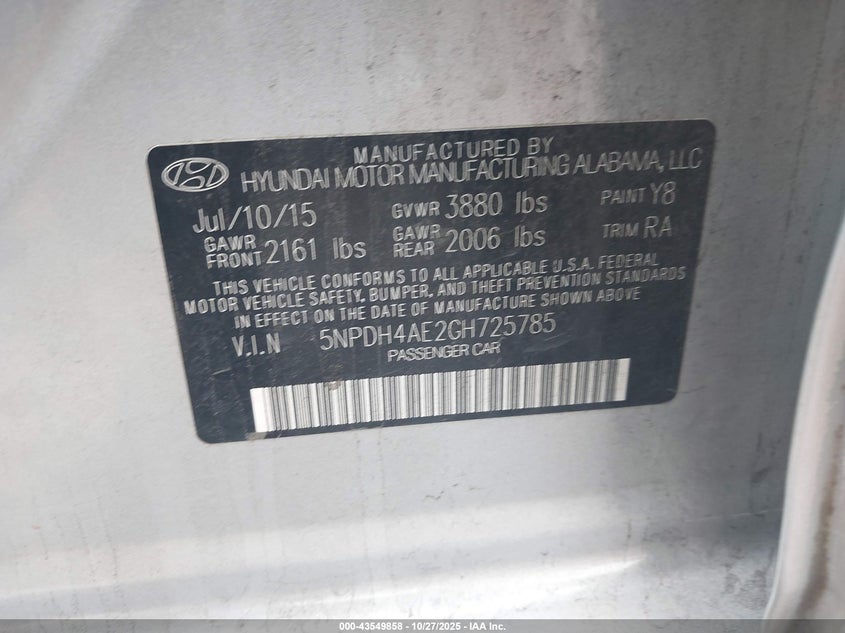 MANUFACTURED BY
HYUNDAI MOTOR MANUFACTURING ALABAMA, LLC
Jul/10/15 GVWR 3880 lbs PAINT Y8
GAWR FRONT 2161 lbs GAWR REAR 2006 lbs TRIM RA
THIS VEHICLE CONFORMS TO ALL APPLICABLE U.S.A. FEDERAL
MOTOR VEHICLE SAFETY, BUMPER, AND THEFT PREVENTION STANDARDS
IN EFFECT ON THE DATE OF MANUFACTURE SHOWN ABOVE.
V.I.N 5NPDH4AE2GH725785
PASSENGER CAR
000-43549858 - 10/27/2025 - IAA Inc.